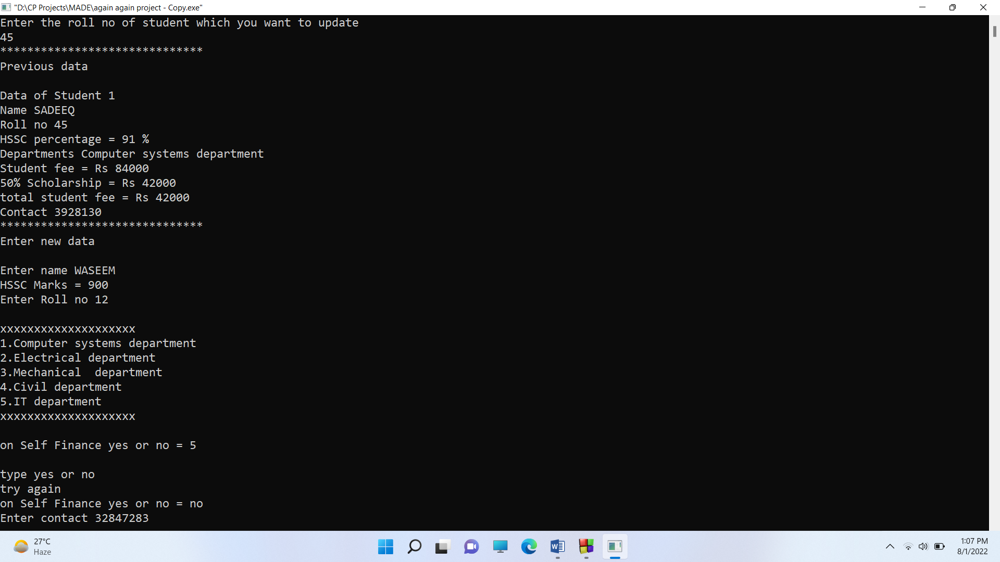 "D:\CP Projects\MADE\again again project - Copy.exe"
Enter the roll no of student which you want to update
45
******************************
Previous data
Data of Student 1
Name SADEEQ
Roll no 45
HSSC percentage = 91 %
Departments Computer systems department
Student fee = Rs 84000
50% Scholarship = Rs 42000
total student fee = Rs 42000
Contact 3928130
******************************
Enter new data
Enter name WASEEM
HSSC Marks = 900
Enter Roll no 12
xxxxxxxxxxxxxxxxxxxx
1.Computer systems department
2.Electrical department
3.Mechanical  department
4.Civil department
5.IT department
xxxxxxxxxxxxxxxxxxxx
on Self Finance yes or no = 5
type yes or no
try again
on Self Finance yes or no = no
Enter contact 32847283
27°C
Haze
W
1:07 PM
8/1/2022